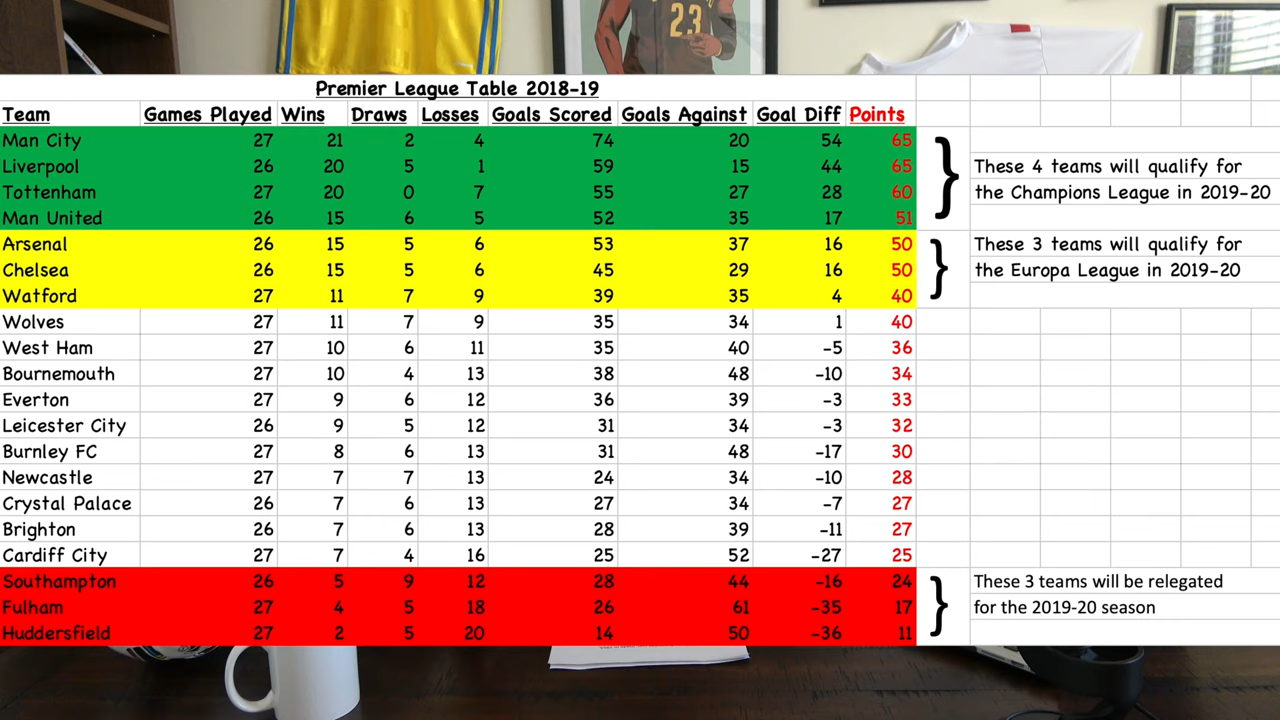 23
Premier League Table 2018-19
Team Games Played Wins Draws Losses Goals Scored Goals Against Goal Diff Points
Man City 27 21 2 4 74 20 54 65
Liverpool 26 20 5 1 59 15 44 65
These 4 teams will qualify for
Tottenham 27 20 0 7 55 27 28 60
the Champions League in 2019-20
Man United 26 15 6 5 52 35 17 51
Arsenal 26 15 5 6 53 37 16 50
These 3 teams will qualify for
Chelsea 26 15 5 6 45 29 16 50
the Europa League in 2019-20
Watford 27 11 7 9 39 35 4 40
Wolves 27 11 7 9 35 34 1 40
West Ham 27 10 6 11 35 40 -5 36
Bournemouth 27 10 4 13 38 48 -10 34
Everton 27 9 6 12 36 39 -3 33
Leicester City 26 9 5 12 31 34 -3 32
Burnley FC 27 8 6 13 31 48 -17 30
Newcastle 27 7 7 13 24 34 -10 28
Crystal Palace 26 7 6 13 27 34 -7 27
Brighton 26 7 6 13 28 39 -11 27
Cardiff City 27 7 4 16 25 52 -27 25
Southampton 26 5 9 12 28 44 -16 24
These 3 teams will be relegated
Fulham 27 4 5 18 26 61 -35 17
for the 2019-20 season
Huddersfield 27 2 5 20 14 50 -36 11